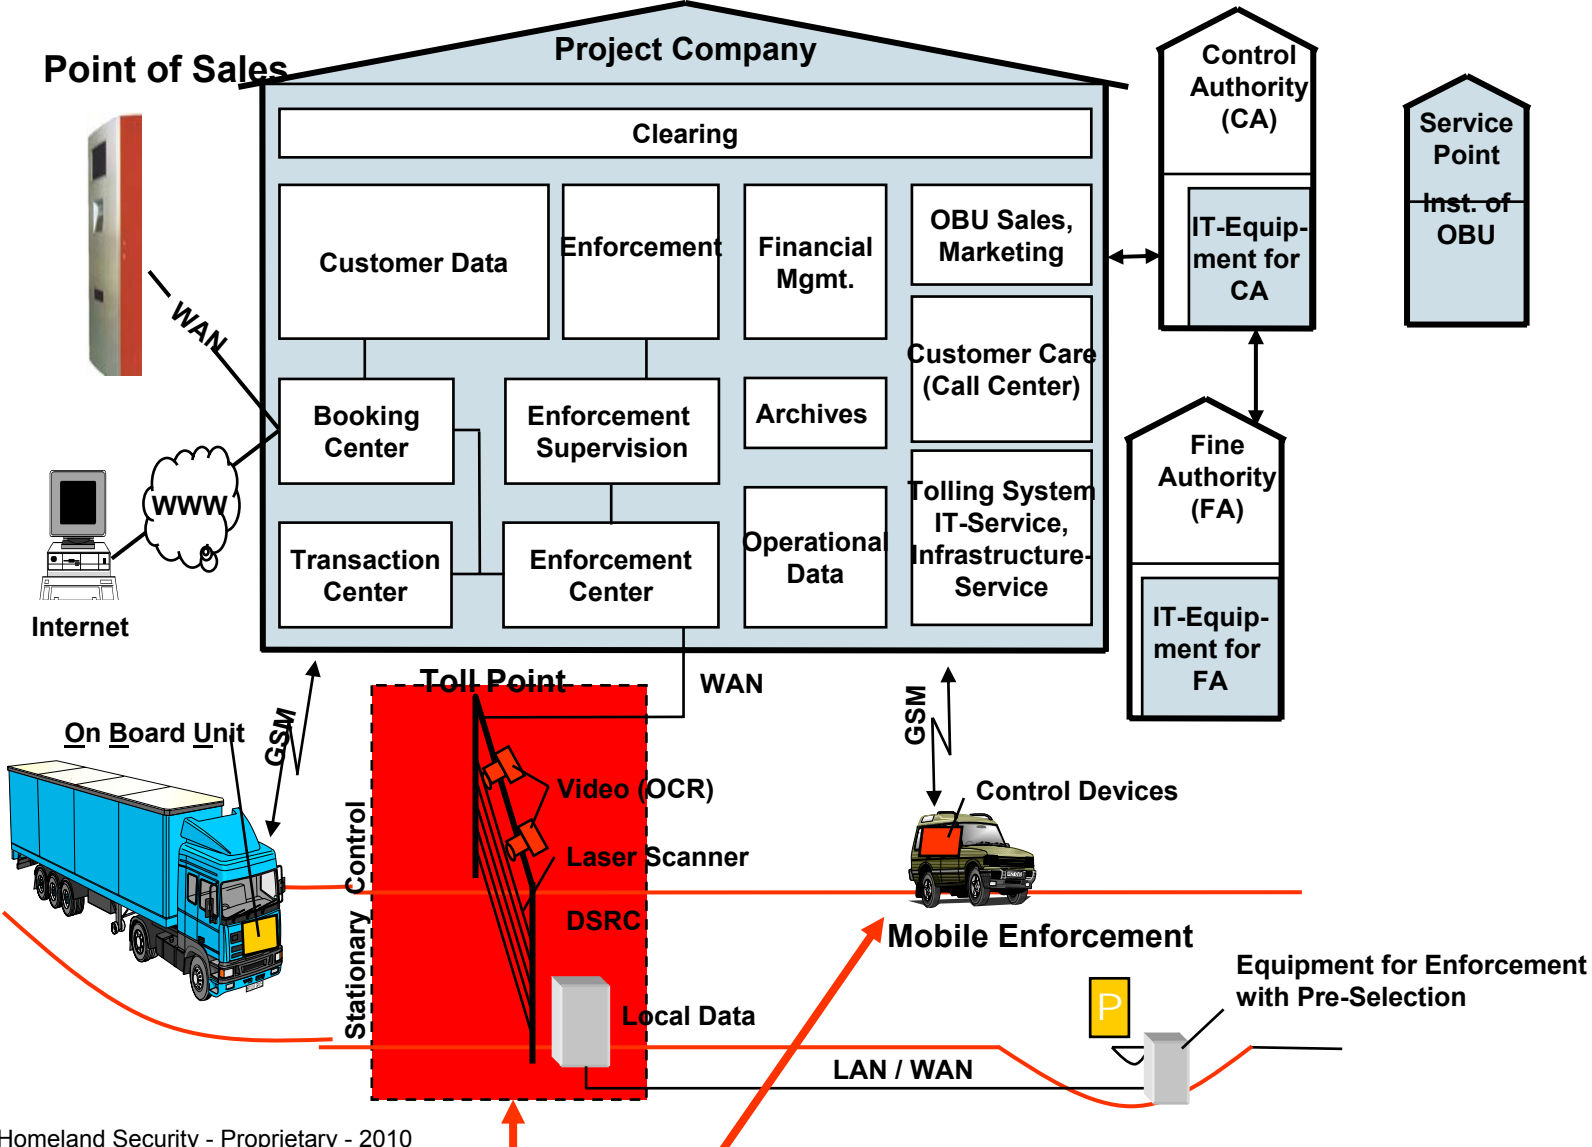 Project Company
Point of Sales
Clearing
Customer Data
Enforcement
Financial
Mgmt.
OBU Sales,
Marketing
Customer Care
(Call Center)
Booking
Center
Enforcement
Supervision
Archives
Transaction
Center
Enforcement
Center
Operational
Data
Tolling System
IT-Service,
Infrastructure-
Service
Control
Authority
(CA)
IT-Equip-
ment for
CA
Service
Point
Inst. of
OBU
Fine
Authority
(FA)
IT-Equip-
ment for
FA
WAN
WWW
Internet
On Board Unit
GSM
Toll Point
WAN
Video (OCR)
Laser Scanner
DSRC
Local Data
Stationary Control
GSM
Control Devices
Mobile Enforcement
P
Equipment for Enforcement
with Pre-Selection
LAN / WAN
Homeland Security - Proprietary - 2010